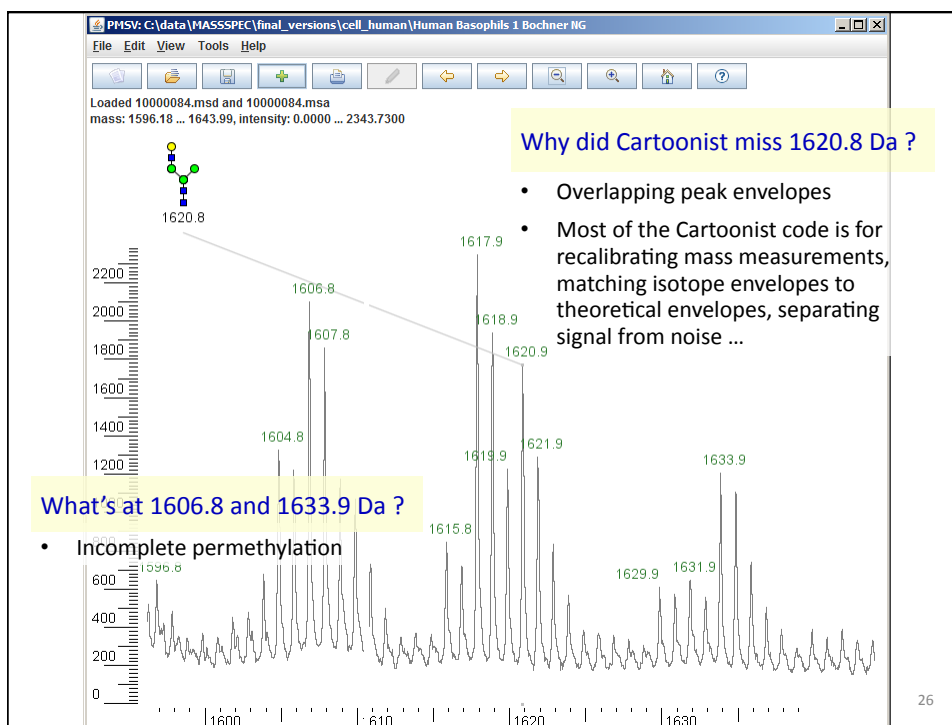 PMSV: C:\data\MASSSPEC\final_versions\cell_human\Human Basophils 1 Bochner NG
File Edit View Tools Help
Loaded 10000084.msd and 10000084.msa
mass: 1596.18 ... 1643.99, intensity: 0.0000 ... 2343.7300
Why did Cartoonist miss 1620.8 Da ?
• Overlapping peak envelopes
• Most of the Cartoonist code is for
recalibrating mass measurements,
matching isotope envelopes to
theoretical envelopes, separating
signal from noise ...
1620.8
1617.9
2200
1606.8
2000
1618.9
1607.8
1800
1620.9
1600
1400
1604.8
1621.9
1200
1619.9
1633.9
What's at 1606.8 and 1633.9 Da ?
• Incomplete permethylation
1615.8
1596.8
1629.9
1631.9
600
400
200
0
1600
1610
1620
1630
26